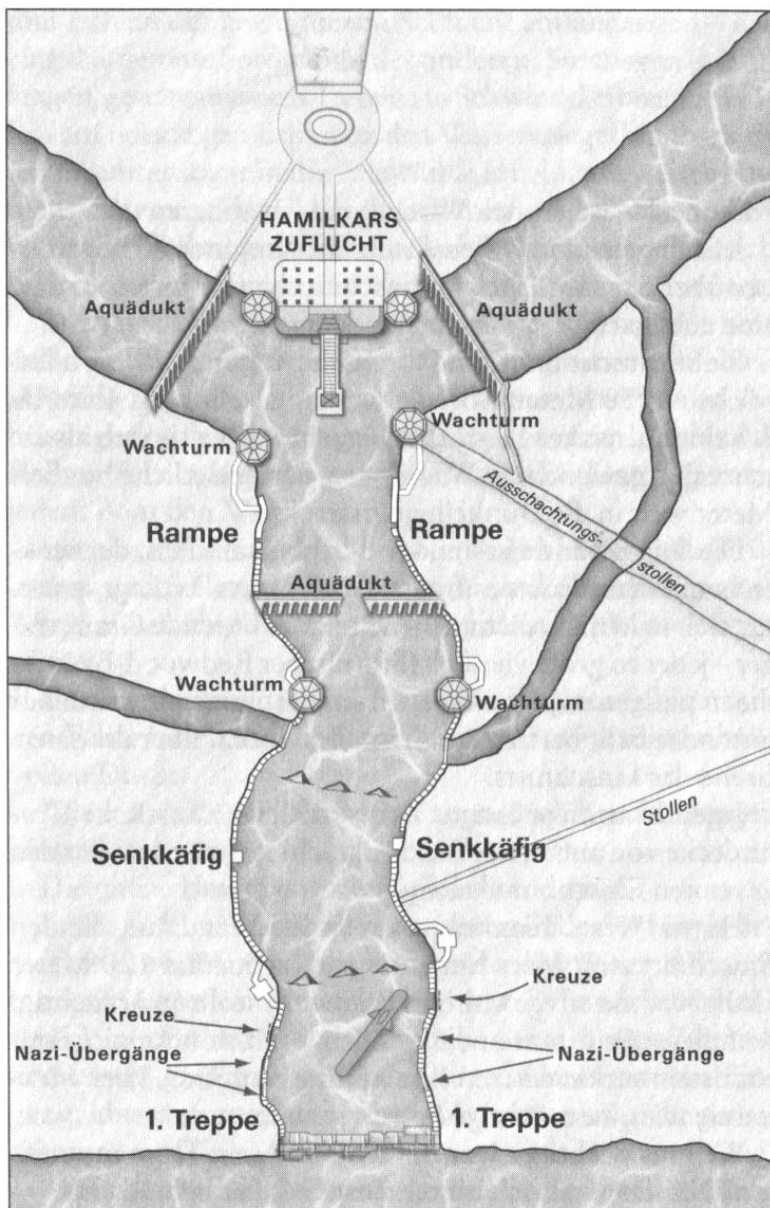 HAMILKARS
ZUFLUCHT
Aquädukt
Aquädukt
Wachturm
Wachturm
Ausschachtungs-
stollen
Rampe
Rampe
Aquädukt
Wachturm
Wachturm
Stollen
Senkkäfig
Senkkäfig
Kreuze
Kreuze
Nazi-Übergänge
Nazi-Übergänge
1. Treppe
1. Treppe